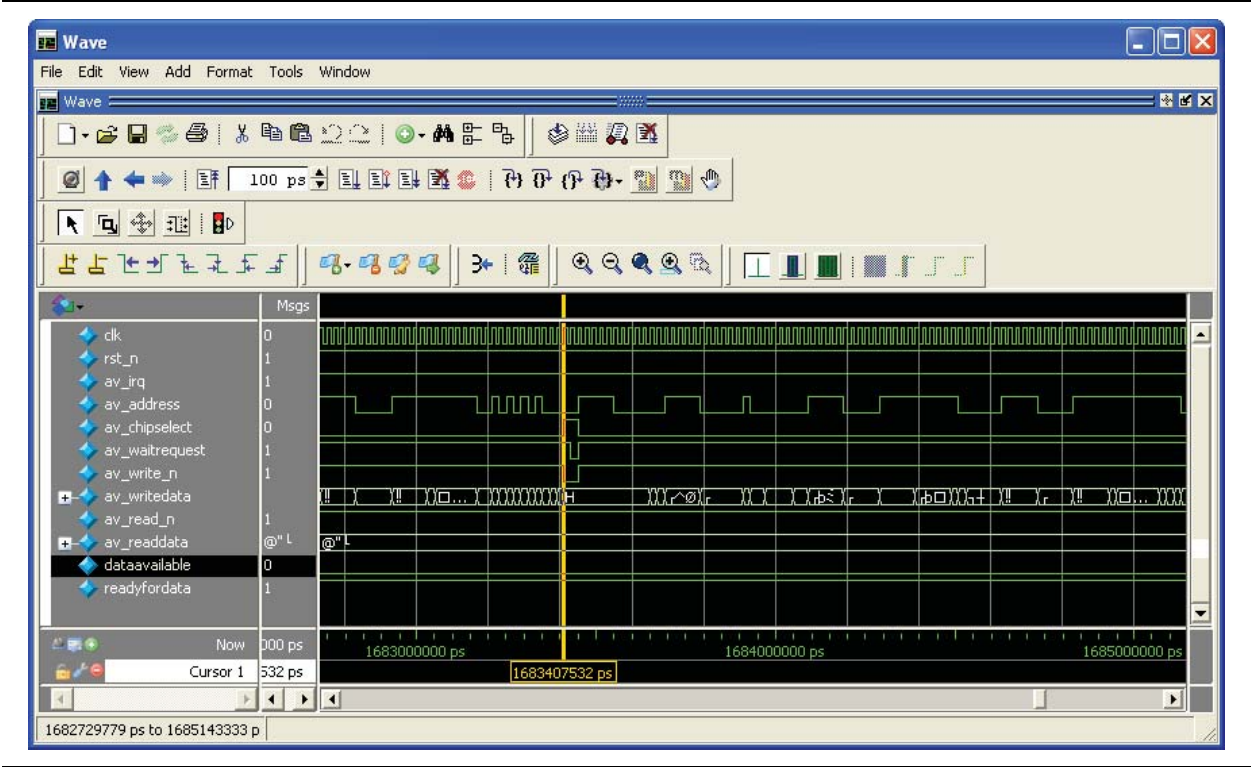 Wave
File Edit View Add Format Tools Window
Wave
100 ps
Msgs
clk 0
rst_n 1
av_irq 1
av_address 0
av_chipselect 0
av_waitrequest 1
av_write_n 1
av_writedata H
av_read_n 1
av_readdata @" └ @" └
dataavailable 0
readyfordata 1
Now 000 ps 1683000000 ps 1684000000 ps 1685000000 ps
Cursor 1 532 ps 1683407532 ps
1682729779 ps to 1685143333 p